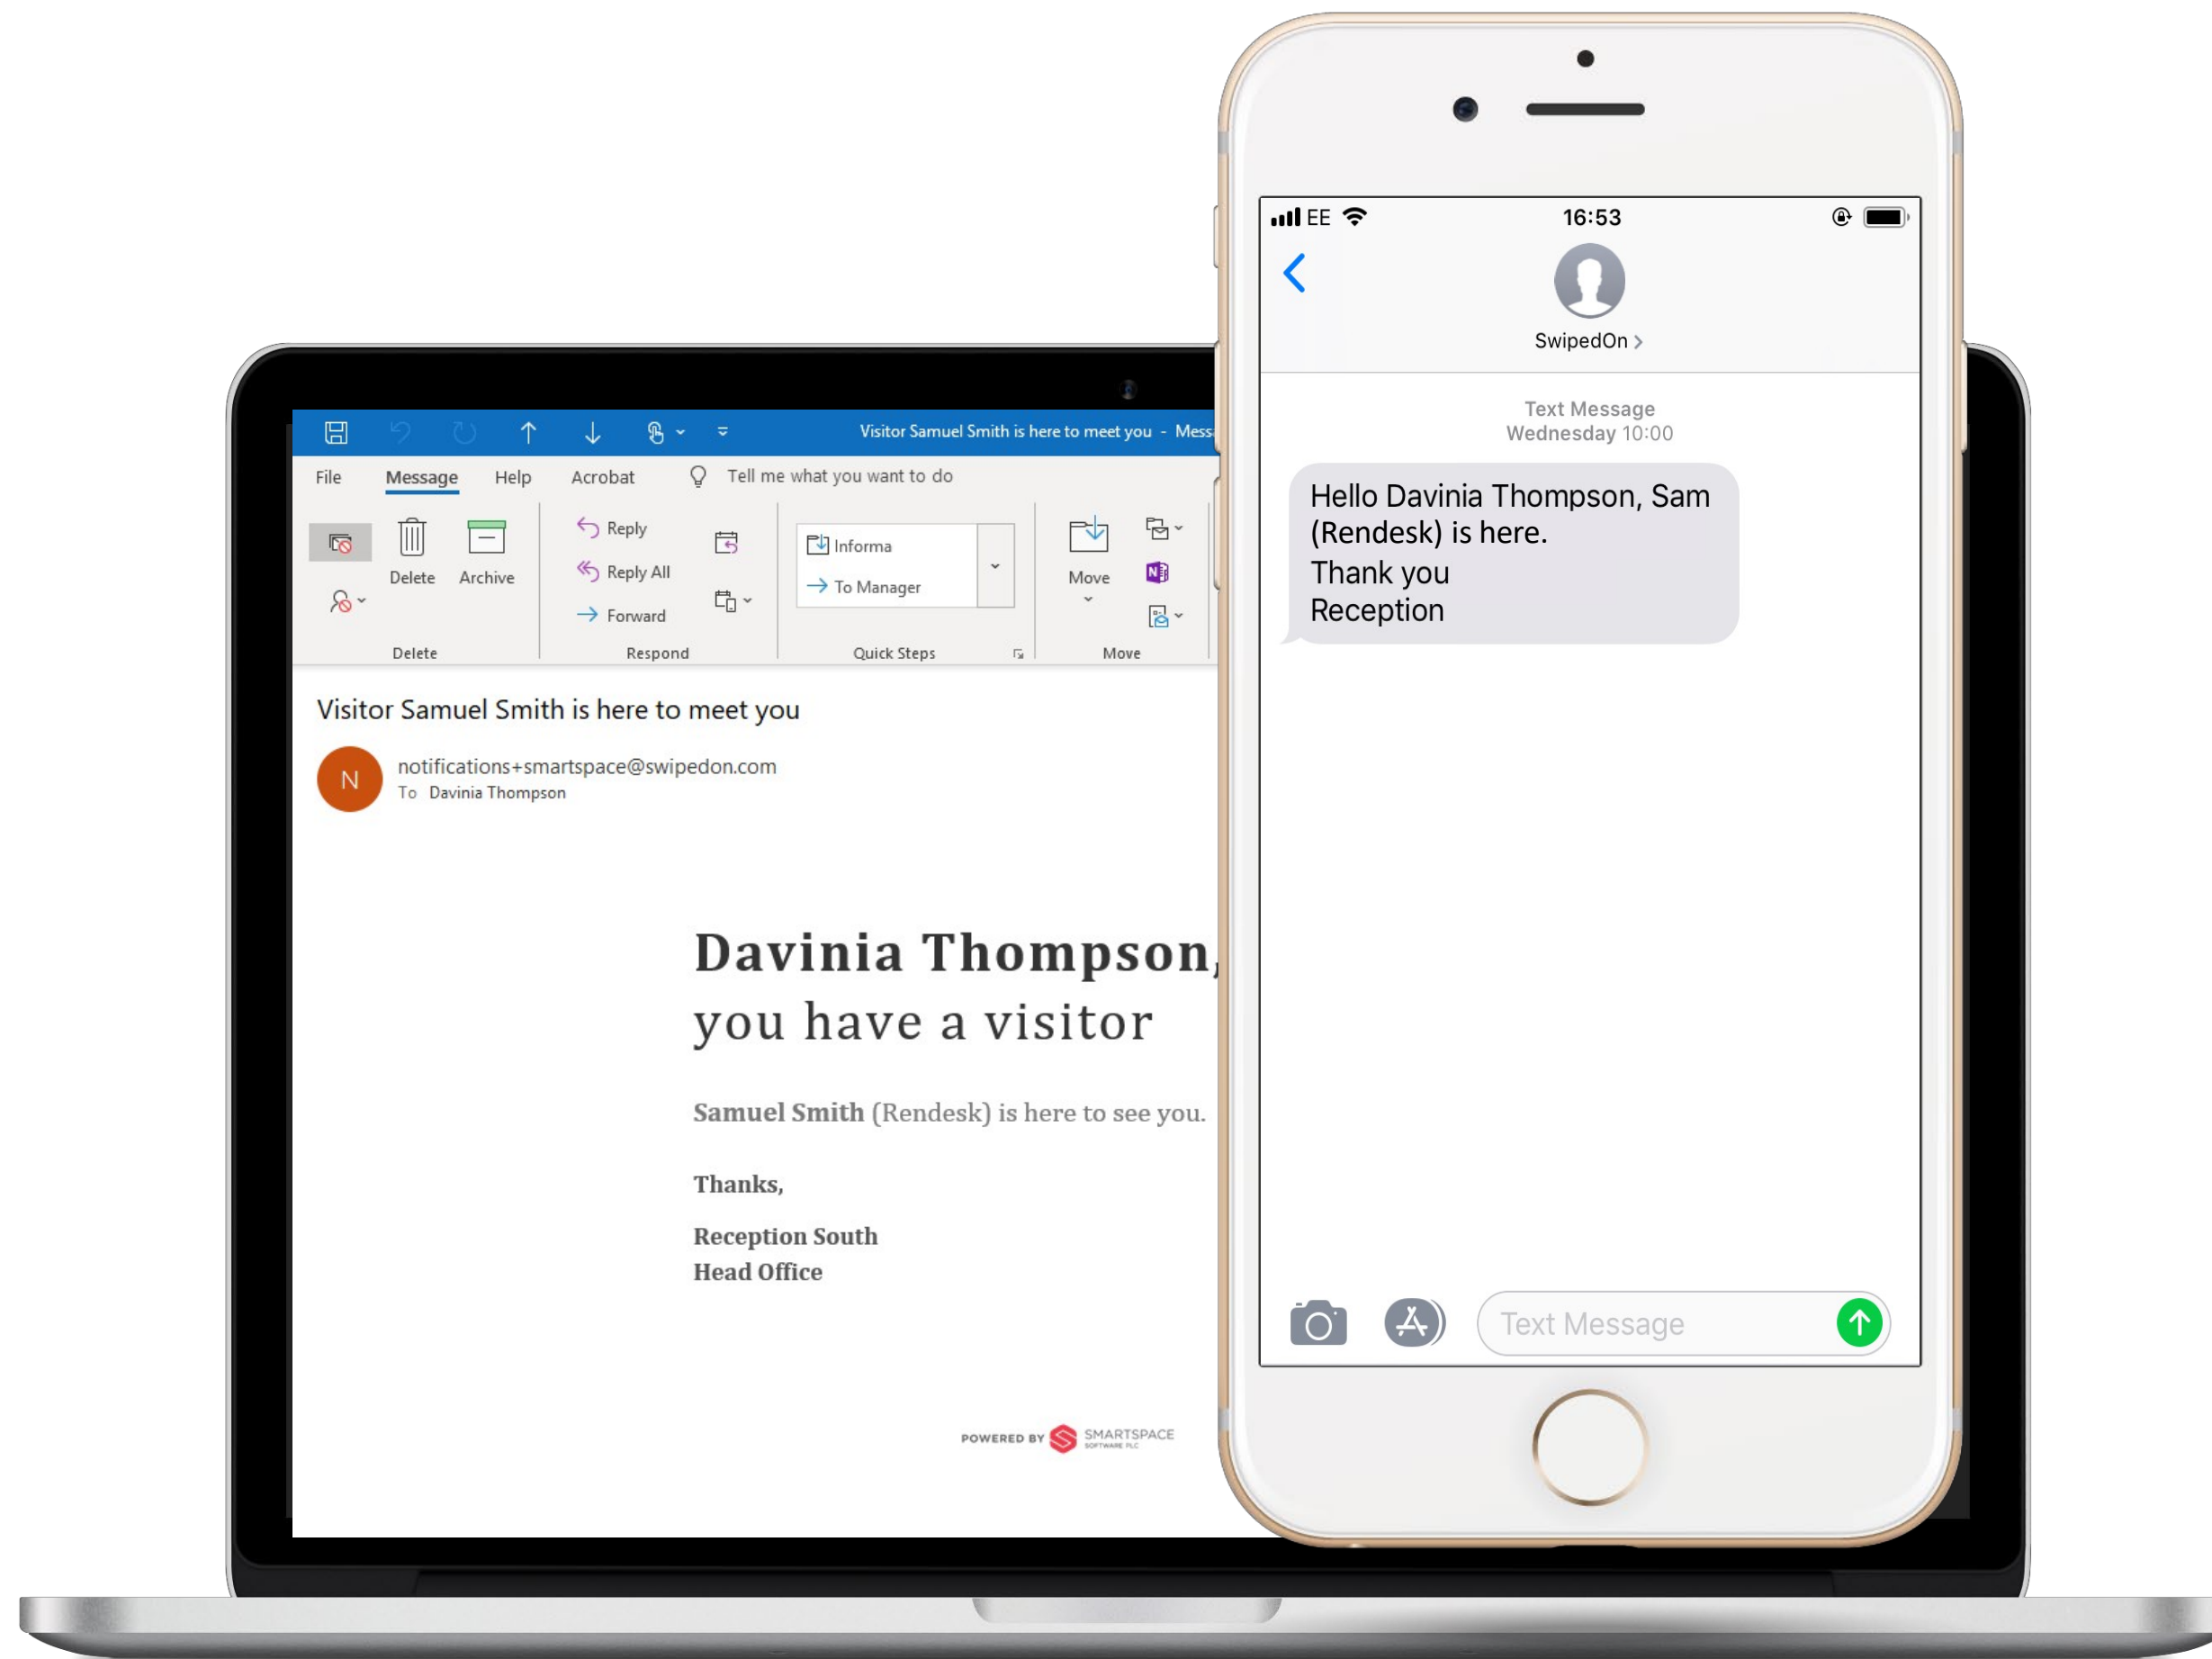 Visitor Samuel Smith is here to meet you - Mess
File Message Help Acrobat Tell me what you want to do
Delete Archive
Reply
Reply All
Forward
Informa
To Manager
Move
Delete Respond Quick Steps Move
Visitor Samuel Smith is here to meet you
N
notifications+smartspace@swipedon.com
To Davinia Thompson
Davinia Thompson,
you have a visitor
Samuel Smith (Rendesk) is here to see you.
Thanks,
Reception South
Head Office
POWERED BY SMARTSPACE
SOFTWARE PLC
EE 16:53
SwipedOn
Text Message
Wednesday 10:00
Hello Davinia Thompson, Sam
(Rendesk) is here.
Thank you
Reception
Text Message